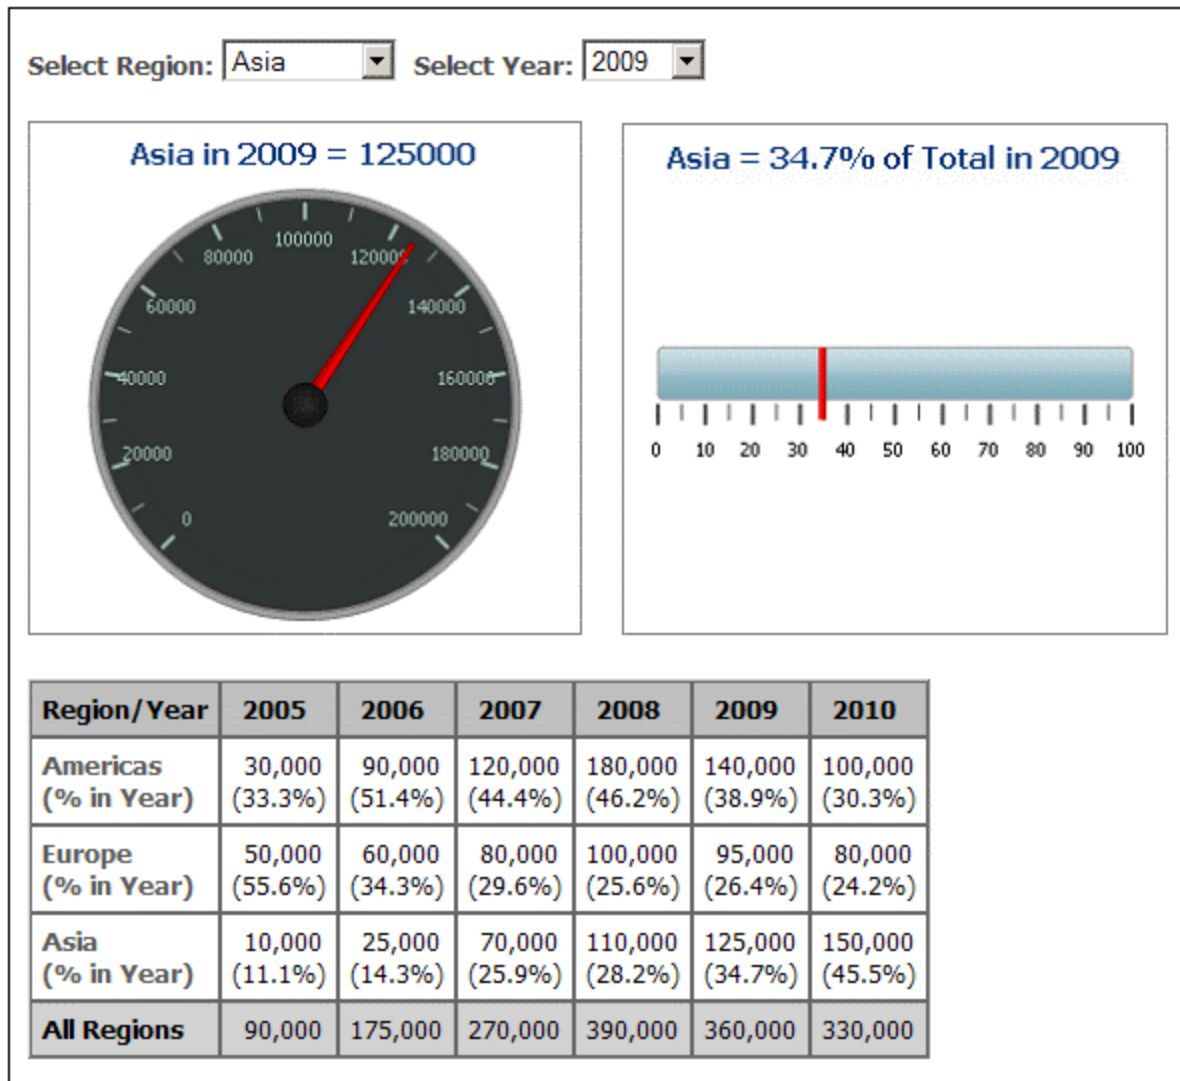 Select Region: Asia Select Year: 2009
Asia in 2009 = 125000
100000
80000 120000
60000 140000
40000 160000
20000 180000
0 200000
Asia = 34.7% of Total in 2009
0 10 20 30 40 50 60 70 80 90 100
Region/Year 2005 2006 2007 2008 2009 2010
Americas 30,000 90,000 120,000 180,000 140,000 100,000
(% in Year) (33.3%) (51.4%) (44.4%) (46.2%) (38.9%) (30.3%)
Europe 50,000 60,000 80,000 100,000 95,000 80,000
(% in Year) (55.6%) (34.3%) (29.6%) (25.6%) (26.4%) (24.2%)
Asia 10,000 25,000 70,000 110,000 125,000 150,000
(% in Year) (11.1%) (14.3%) (25.9%) (28.2%) (34.7%) (45.5%)
All Regions 90,000 175,000 270,000 390,000 360,000 330,000